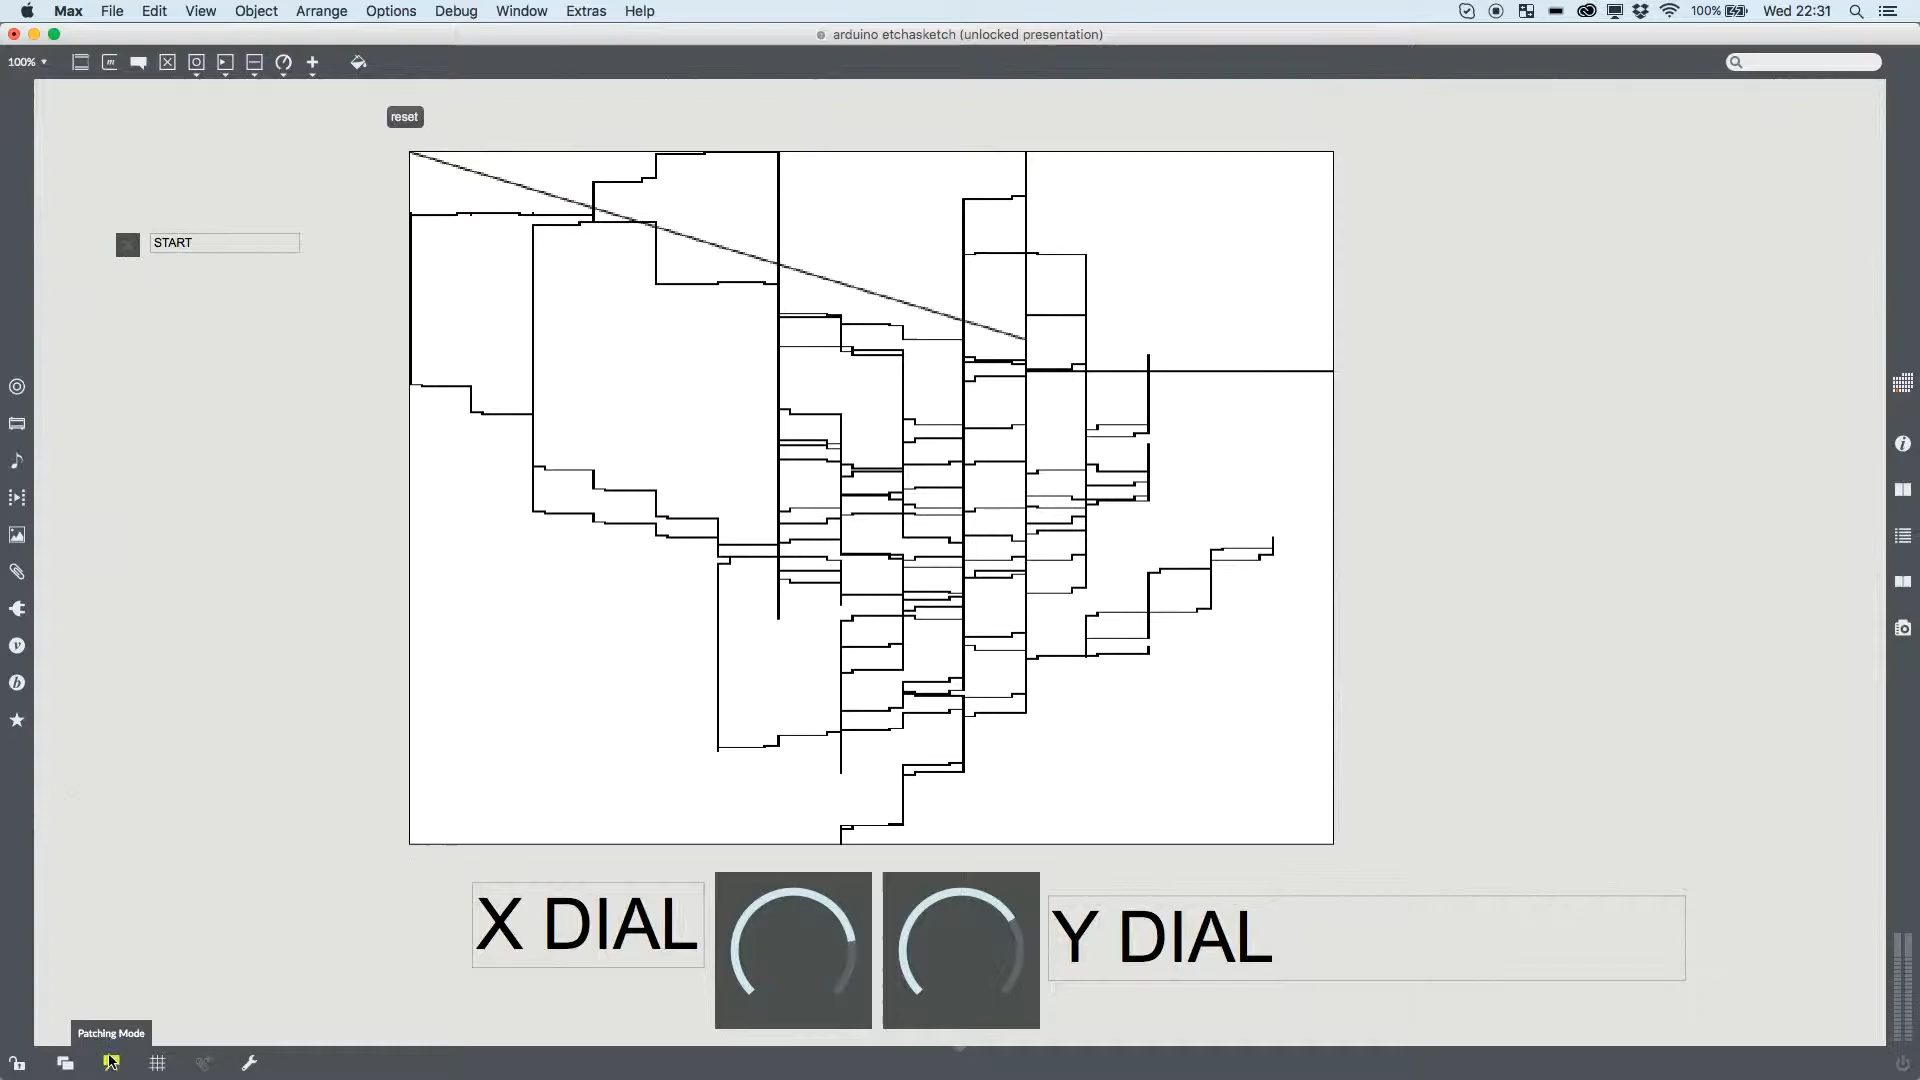 Max File Edit View Object Arrange Options Debug Window Extras Help 100% Wed 22:31
arduino etchasketch (unlocked presentation)
100%
reset
START
X DIAL
Y DIAL
Patching Mode